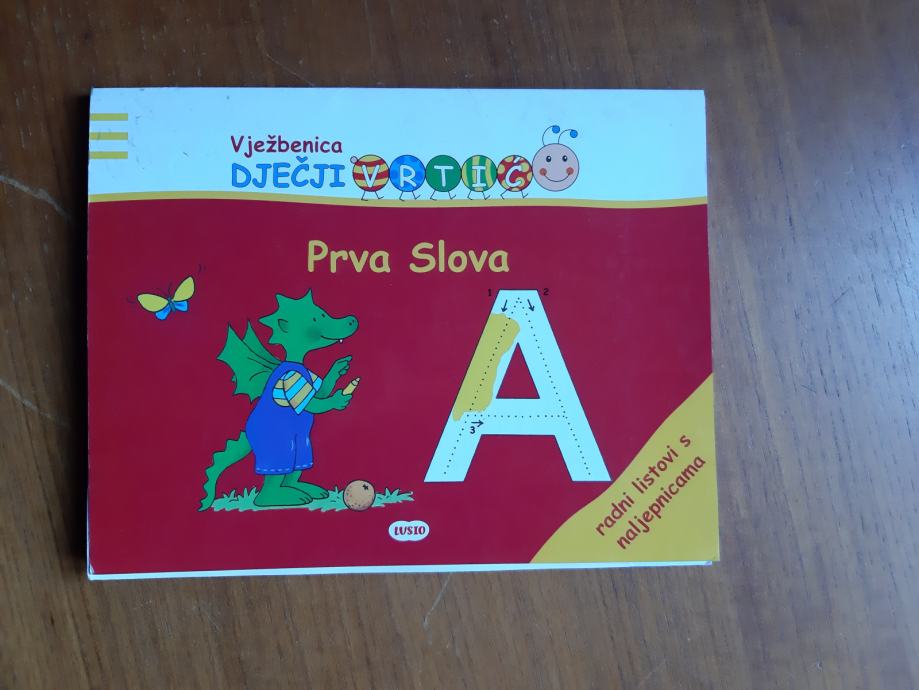 Vježbenica
DJEČJI VRTIĆ
Prva Slova
1 2
A
3
radni listovi s
naljepnicama
LUSIO